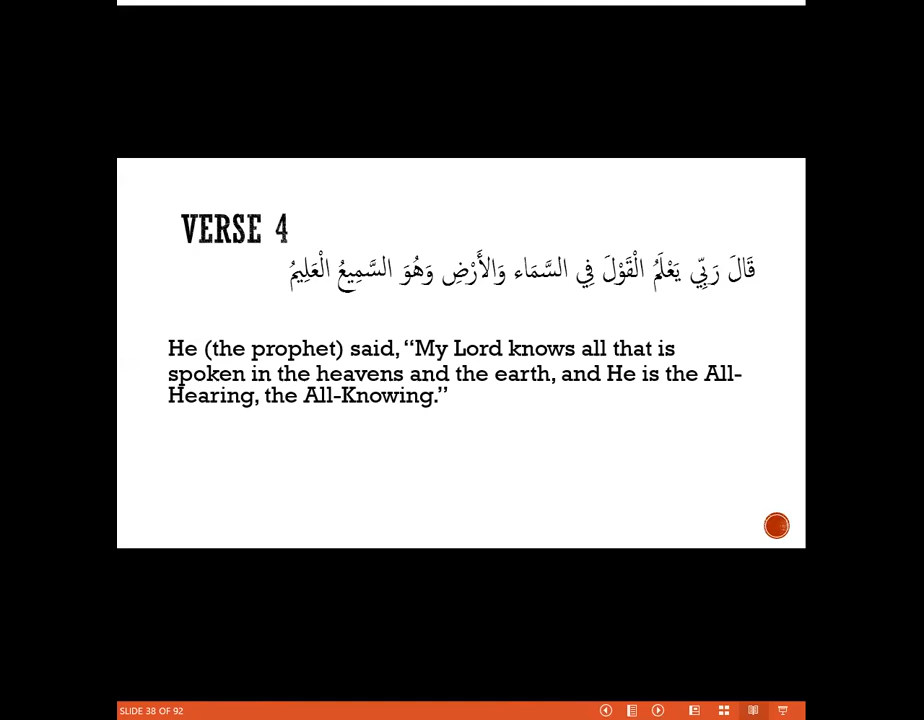 VERSE 4
قَالَ رَبِّي يَعْلَمُ الْقَوْلَ فِي السَّمَاء وَالأَرْضِ وَهُوَ السَّمِيعُ الْعَلِيمُ
He (the prophet) said, “My Lord knows all that is
spoken in the heavens and the earth, and He is the All-
Hearing, the All-Knowing.”
SLIDE 38 OF 92